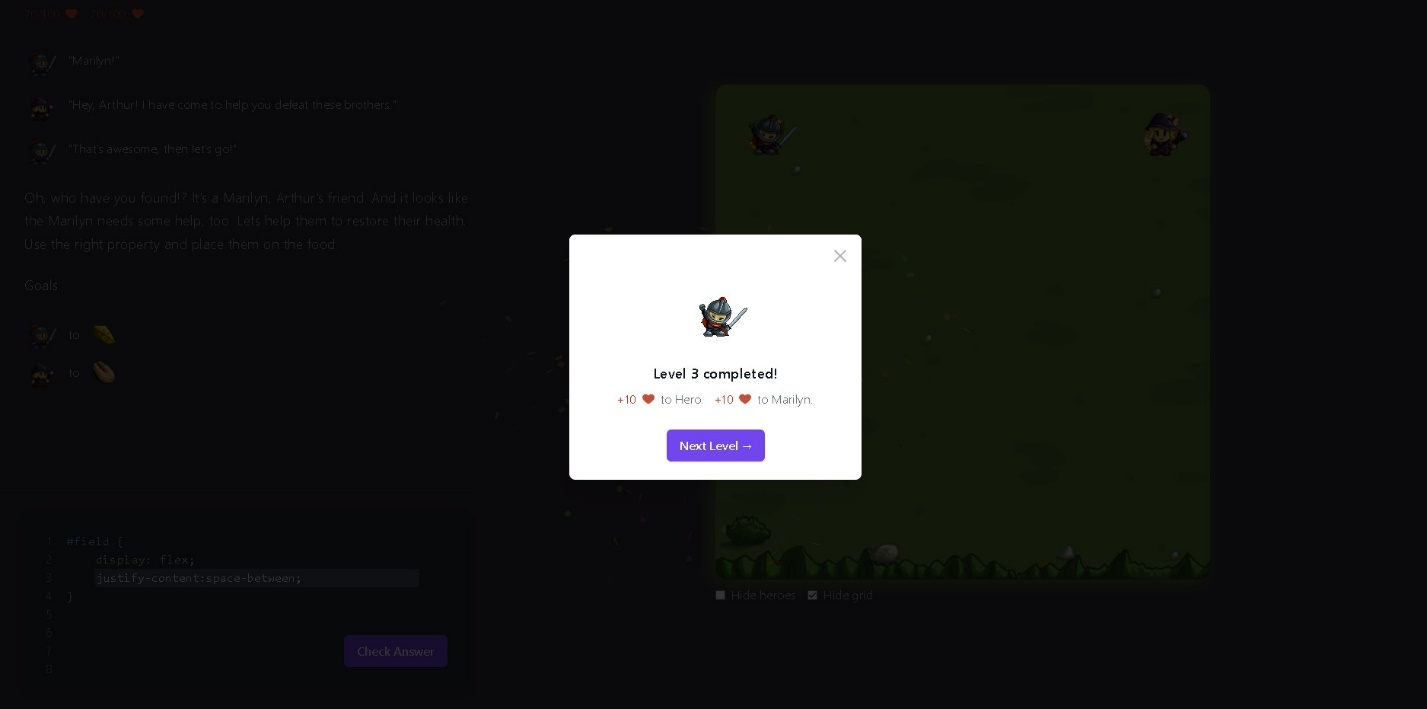 "Marilyn!"
"Hey, Arthur! I have come to help you defeat these brothers."
"That's awesome, then let's go!"
Oh, who have you found!? It's a Marilyn, Arthur's friend. And it looks like
the Marilyn needs some help, too. Lets help them to restore their health.
Use the right property and place them on the food
Goals:
to
to
Level 3 completed!
+10 to Hero. +10 to Marilyn.
Next Level →
1 #field {
2 display: flex;
3 justify-content:space-between;
4 }
5
6
7
8
Check Answer
Hide heroes Hide grid